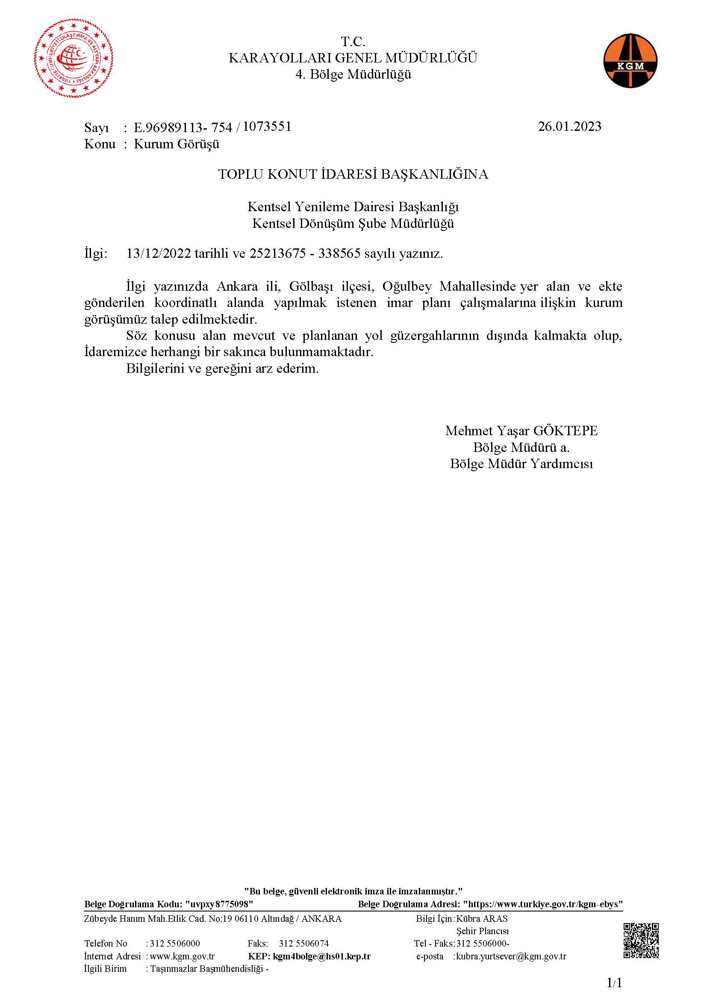 TÜRKİYE CUMHURİYETİ ULAŞTIRMA VE ALTYAPI BAKANLIĞI
KGM
T.C.
KARAYOLLARI GENEL MÜDÜRLÜĞÜ
4. Bölge Müdürlüğü
Sayı : E.96989113- 754 / 1073551 26.01.2023
Konu : Kurum Görüşü
TOPLU KONUT İDARESİ BAŞKANLIĞINA
Kentsel Yenileme Dairesi Başkanlığı
Kentsel Dönüşüm Şube Müdürlüğü
İlgi: 13/12/2022 tarihli ve 25213675 - 338565 sayılı yazınız.
İlgi yazınızda Ankara ili, Gölbaşı ilçesi, Oğulbey Mahallesinde yer alan ve ekte
gönderilen koordinatlı alanda yapılmak istenen imar planı çalışmalarına ilişkin kurum
görüşümüz talep edilmektedir.
Söz konusu alan mevcut ve planlanan yol güzergahlarının dışında kalmakta olup,
İdaremizce herhangi bir sakınca bulunmamaktadır.
Bilgilerini ve gereğini arz ederim.
Mehmet Yaşar GÖKTEPE
Bölge Müdürü a.
Bölge Müdür Yardımcısı
"Bu belge, güvenli elektronik imza ile imzalanmıştır."
Belge Doğrulama Kodu: "uvpxy8775098" Belge Doğrulama Adresi: "https://www.turkiye.gov.tr/kgm-ebys"
Zübeyde Hanım Mah.Etlik Cad. No:19 06110 Altındağ / ANKARA Bilgi İçin:Kübra ARAS
Şehir Plancısı
Telefon No : 312 5506000 Faks: 312 5506074 Tel - Faks:312 5506000-
İnternet Adresi : www.kgm.gov.tr KEP: kgm4bolge@hs01.kep.tr e-posta :kubra.yurtsever@kgm.gov.tr
İlgili Birim : Taşınmazlar Başmühendisliği -
1/1